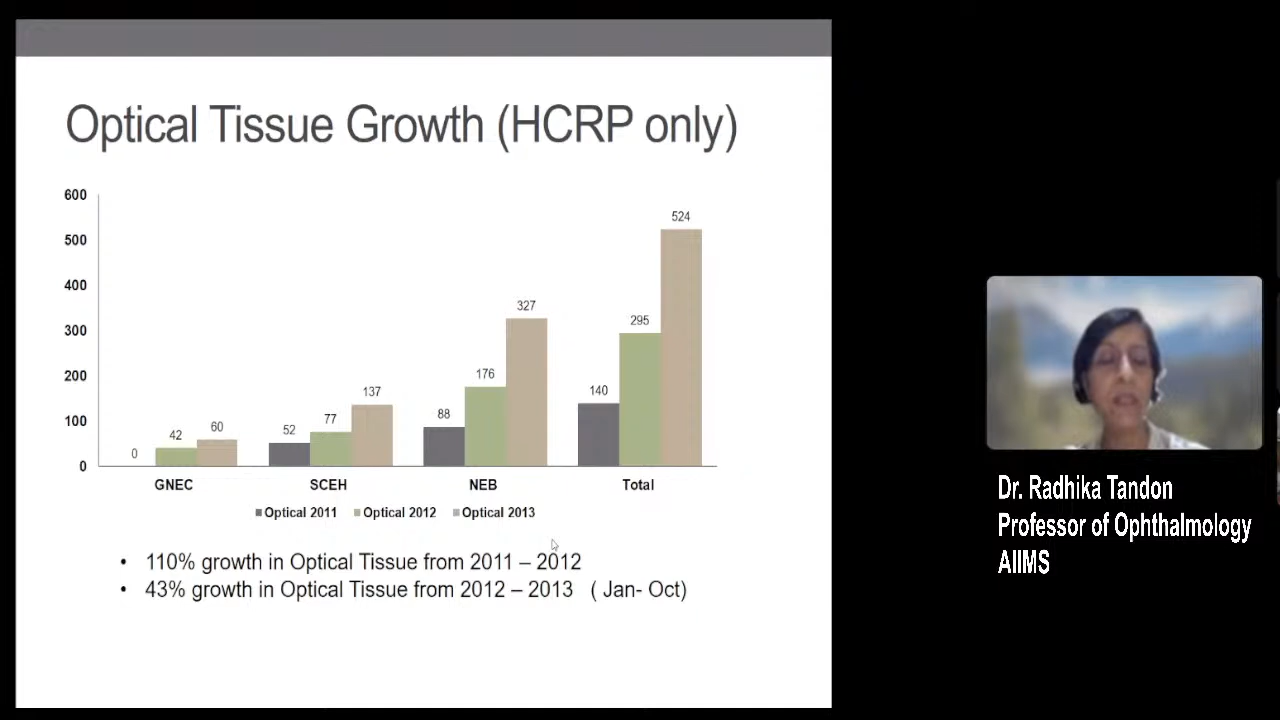 Optical Tissue Growth (HCRP only)
600
500
400
300
200
100
0
0
42
60
52
77
137
88
176
327
140
295
524
GNEC
SCEH
NEB
Total
Optical 2011
Optical 2012
Optical 2013
• 110% growth in Optical Tissue from 2011 – 2012
• 43% growth in Optical Tissue from 2012 – 2013 ( Jan- Oct)
Dr. Radhika Tandon
Professor of Ophthalmology
AIIMS